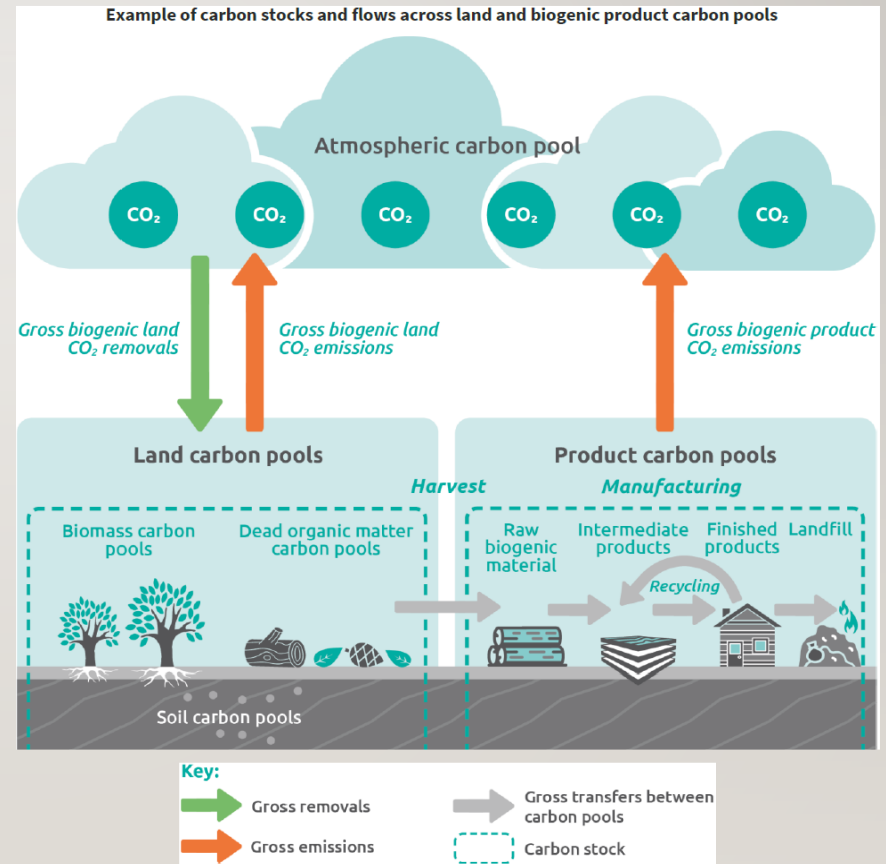 Example of carbon stocks and flows across land and biogenic product carbon pools
Atmospheric carbon pool
CO₂ CO₂ CO₂ CO₂ CO₂ CO₂
Gross biogenic land
CO₂ removals
Gross biogenic land
CO₂ emissions
Gross biogenic product
CO₂ emissions
Land carbon pools
Product carbon pools
Harvest
Manufacturing
Biomass carbon
pools
Dead organic matter
carbon pools
Raw
biogenic
material
Intermediate
products
Finished
products
Landfill
Recycling
Soil carbon pools
Key:
Gross removals
Gross emissions
Gross transfers between
carbon pools
Carbon stock